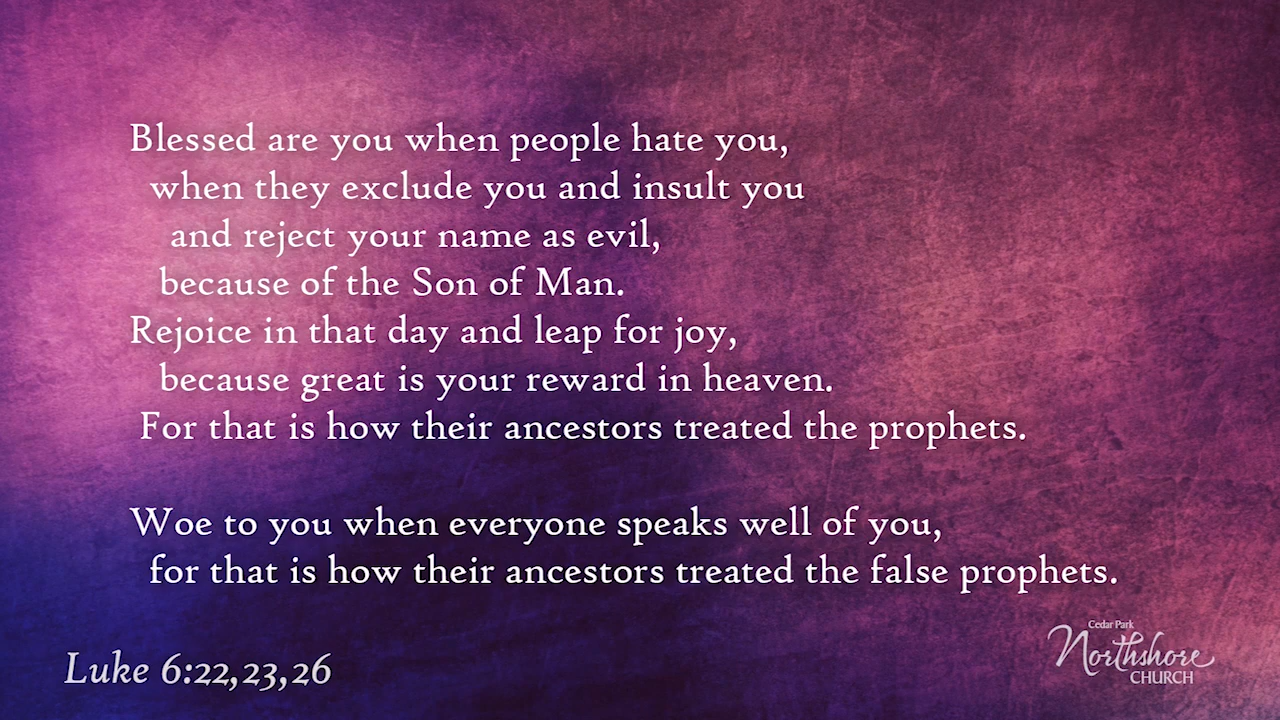 Blessed are you when people hate you,
when they exclude you and insult you
and reject your name as evil,
because of the Son of Man.
Rejoice in that day and leap for joy,
because great is your reward in heaven.
For that is how their ancestors treated the prophets.
Woe to you when everyone speaks well of you,
for that is how their ancestors treated the false prophets.
Luke 6:22,23,26
Cedar Park
Northshore
CHURCH